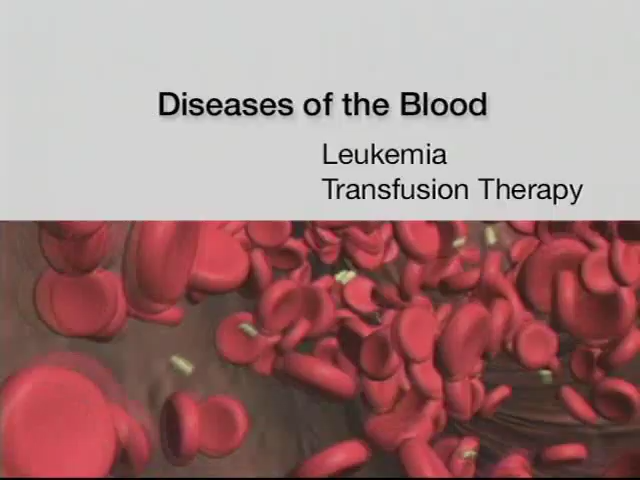 Diseases of the Blood
Leukemia
Transfusion Therapy